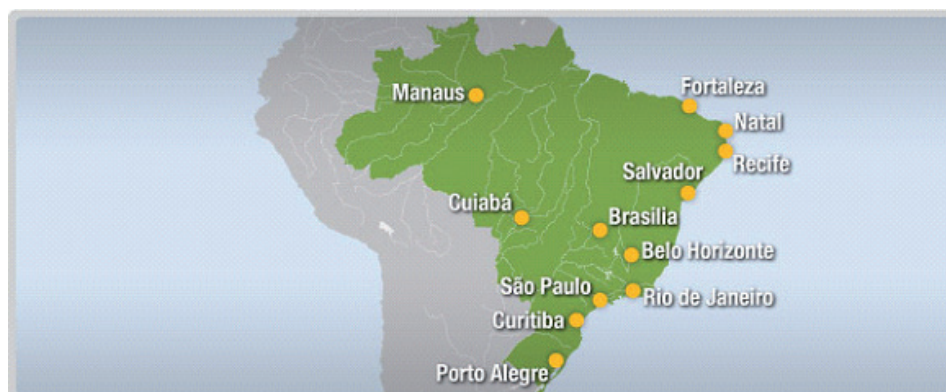 Fortaleza
Manaus
Natal
Recife
Salvador
Cuiabá
Brasilia
Belo Horizonte
São Paulo
Rio de Janeiro
Curitiba
Porto Alegre